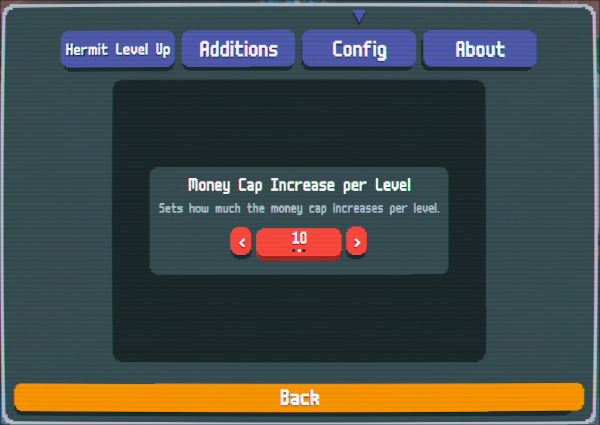 Hermit Level Up
Additions
Config
About
Money Cap Increase per Level
Sets how much the money cap increases per level.
< 10 >
Back